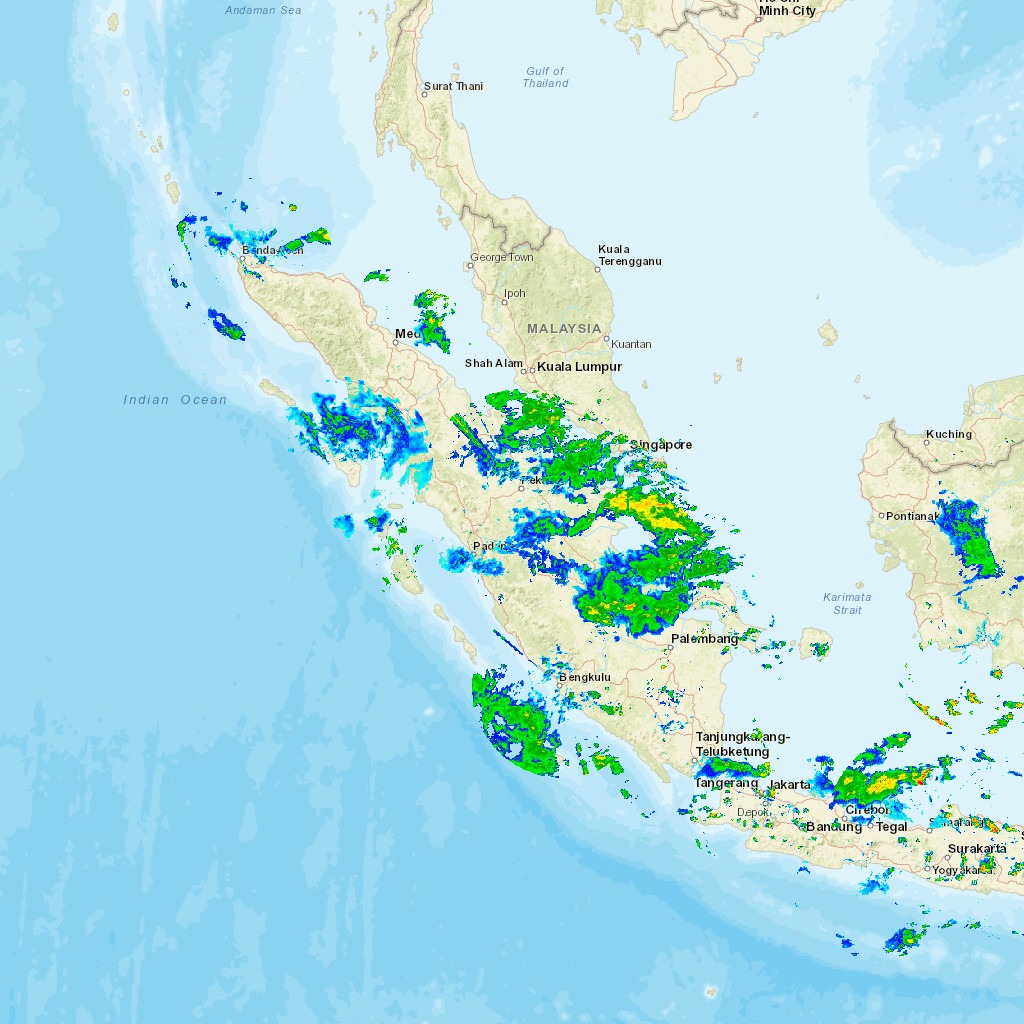 Andaman Sea
Minh City
Gulf of
Thailand
Surat Thani
Kuala
Terengganu
George Town
Ipoh
MALAYSIA
Kuantan
Shah Alam
Kuala Lumpur
Indian Ocean
Singapore
Kuching
Pontianak
Karimata
Strait
Palembang
Bengkulu
Tanjungkarang-
Telubketung
Tangerang
Jakarta
Depok
Cirebon
Bandung
Tegal
Surakarta
Yogyakarta